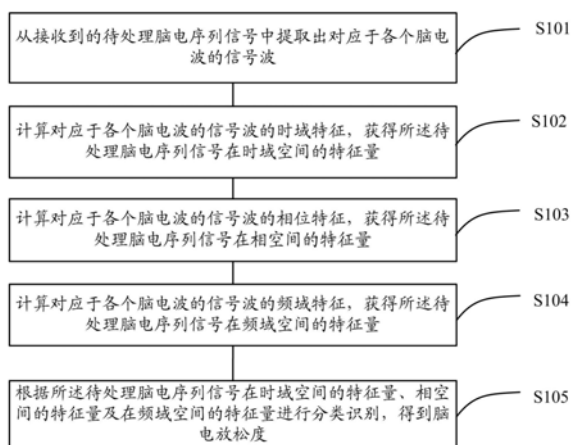 从接收到的待处理脑电序列信号中提取出对应于各个脑电
波的信号波
S101
计算对应于各个脑电波的信号波的时域特征，获得所述待
处理脑电序列信号在时域空间的特征量
S102
计算对应于各个脑电波的信号波的相位特征，获得所述待
处理脑电序列信号在相空间的特征量
S103
计算对应于各个脑电波的信号波的频域特征，获得所述待
处理脑电序列信号在频域空间的特征量
S104
根据所述待处理脑电序列信号在时域空间的特征量、相空
间的特征量及在频域空间的特征量进行分类识别，得到脑
电放松度
S105